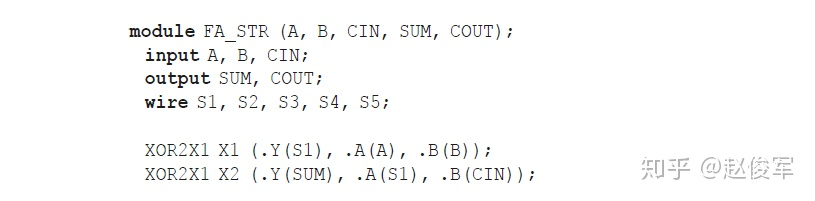 module FA_STR (A, B, CIN, SUM, COUT);
input A, B, CIN;
output SUM, COUT;
wire S1, S2, S3, S4, S5;
XOR2X1 X1 (.Y(S1), .A(A), .B(B));
XOR2X1 X2 (.Y(SUM), .A(S1), .B(CIN));
知乎 @赵俊军